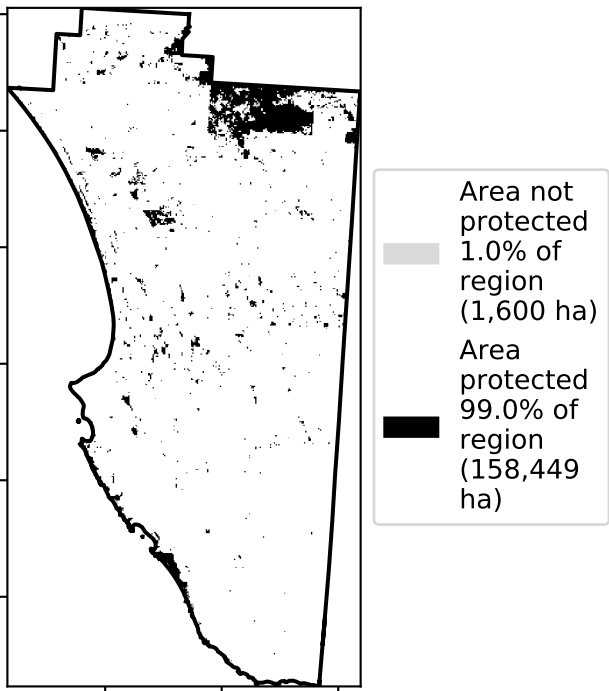 Area not
protected
1.0% of
region
(1,600 ha)
Area
protected
99.0% of
region
(158,449
ha)